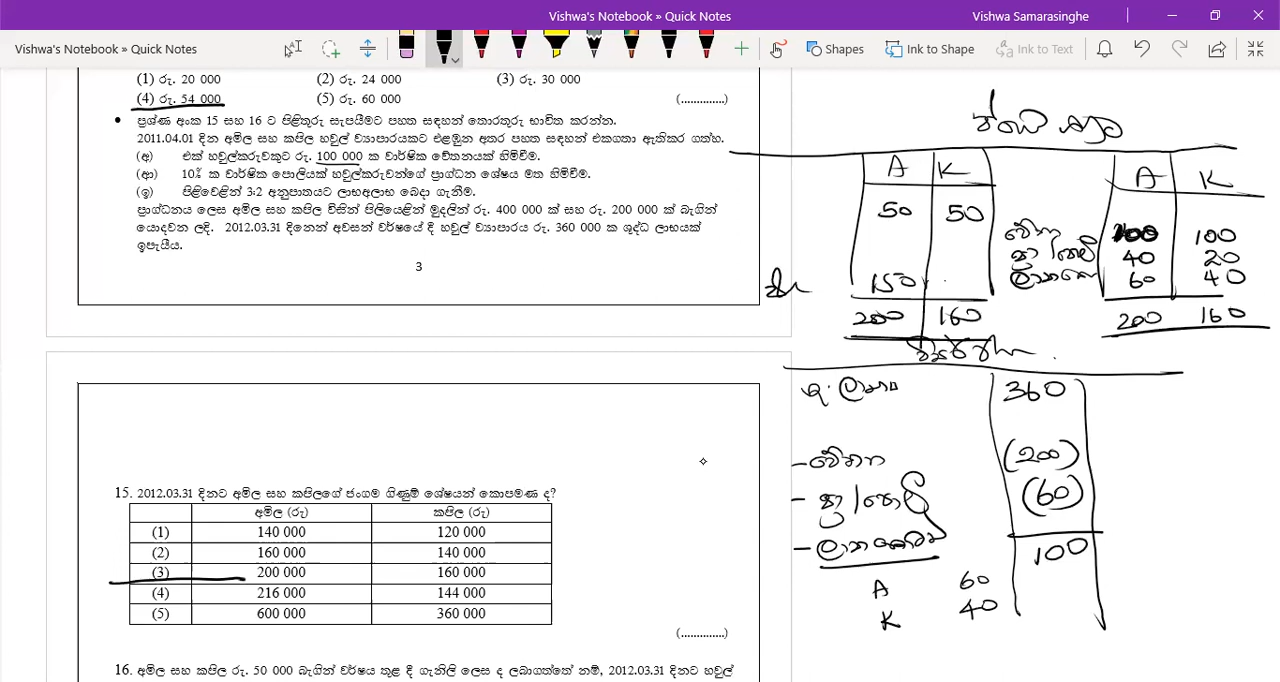 Vishwa's Notebook » Quick Notes
Vishwa Samarasinghe
Vishwa's Notebook » Quick Notes
Shapes
Ink to Shape
Ink to Text
(1) රු. 20 000 (2) රු. 24 000 (3) රු. 30 000
(4) රු. 54 000 (5) රු. 60 000 (.............)
• ප්‍රශ්ණ අංක 15 සහ 16 ට පිළිතුරු සැපයීමට පහත සඳහන් තොරතුරු භාවිත කරන්න.
2011.04.01 දින අමිල සහ කපිල හවුල් ව්‍යාපාරයකට එළඹුන අතර පහත සඳහන් එකගතා ඇතිකර ගත්හ.
(අ) එක් හවුල්කරුවකුට රු. 100 000 ක වාර්ෂික වේතනයක් හිමිවීම.
(ආ) 10% ක වාර්ෂික පොලියක් හවුල්කරුවන්ගේ ප්‍රාග්ධන ශේෂය මත හිමිවීම.
(ඉ) පිළිවෙළින් 3:2 අනුපාතයට ලාභඅලාභ බෙදා ගැනීම.
ප්‍රාග්ධනය ලෙස අමිල සහ කපිල විසින් පිලියෙළින් මුදලින් රු. 400 000 ක් සහ රු. 200 000 ක් බැගින්
යොදවන ලදි. 2012.03.31 දිනෙන් අවසන් වර්ෂයේ දී හවුල් ව්‍යාපාරය රු. 360 000 ක ශුද්ධ ලාභයක්
ඉපැයීය.
3
15. 2012.03.31 දිනට අමිල සහ කපිලගේ ජංගම ගිණුම් ශේෂයන් කොපමණ ද?
අමිල (රු) කපිල (රු)
(1) 140 000 120 000
(2) 160 000 140 000
(3) 200 000 160 000
(4) 216 000 144 000
(5) 600 000 360 000
(.............)
16. අමිල සහ කපිල රු. 50 000 බැගින් වර්ෂය තුළ දී ගැනිලි ලෙස ද ලබාගත්තේ නම්, 2012.03.31 දිනට හවුල්
A K A K
50 50
වේතන 100 100
ප්‍රා/පොලී 40 20
150 60 40
200 160 200 160
ශු. ලාභය 360
- වේතන (200)
- ප්‍රා/පොලී (60)
100
A 60
K 40